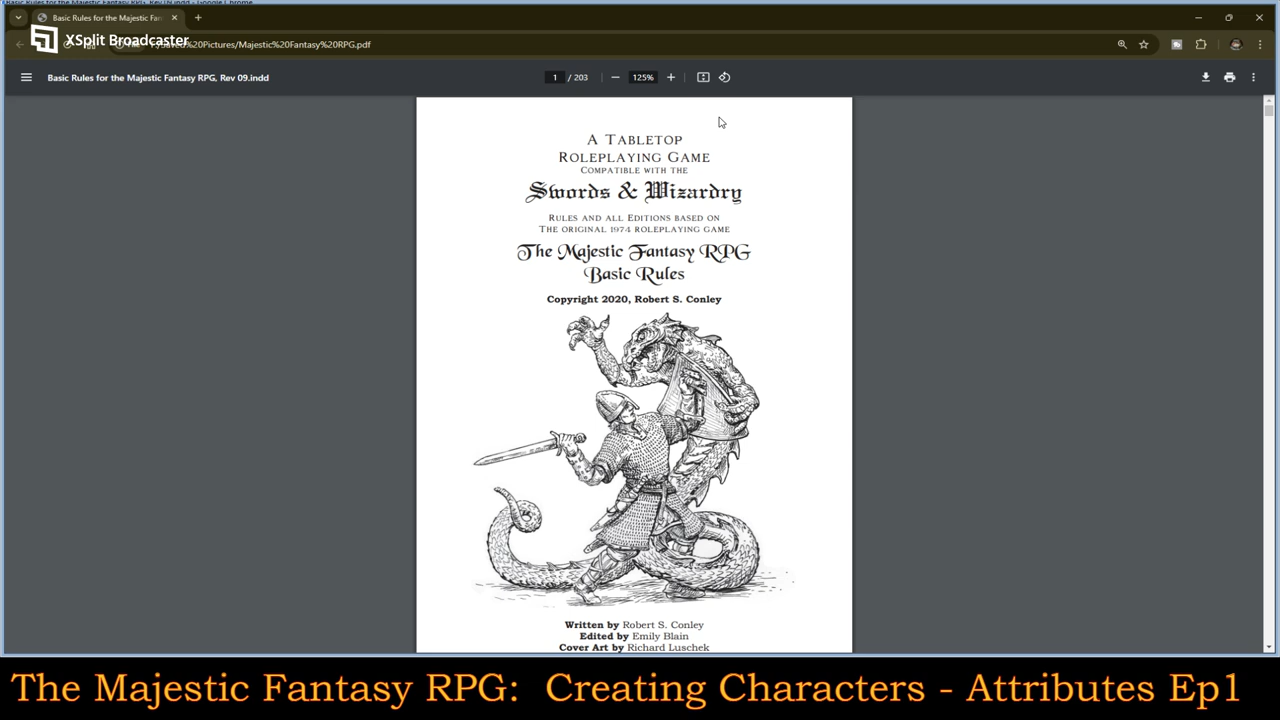 Basic Rules for the Majestic Fan
XSplit Broadcaster
20Pictures/Majestic%20Fantasy%20RPG.pdf
Basic Rules for the Majestic Fantasy RPG, Rev 09.indd
1 / 203
125%
A Tabletop
Roleplaying Game
Compatible with the
Swords & Wizardry
Rules and all Editions based on
The original 1974 roleplaying game
The Majestic Fantasy RPG
Basic Rules
Copyright 2020, Robert S. Conley
Written by Robert S. Conley
Edited by Emily Blain
Cover Art by Richard Luschek
The Majestic Fantasy RPG: Creating Characters - Attributes Ep1